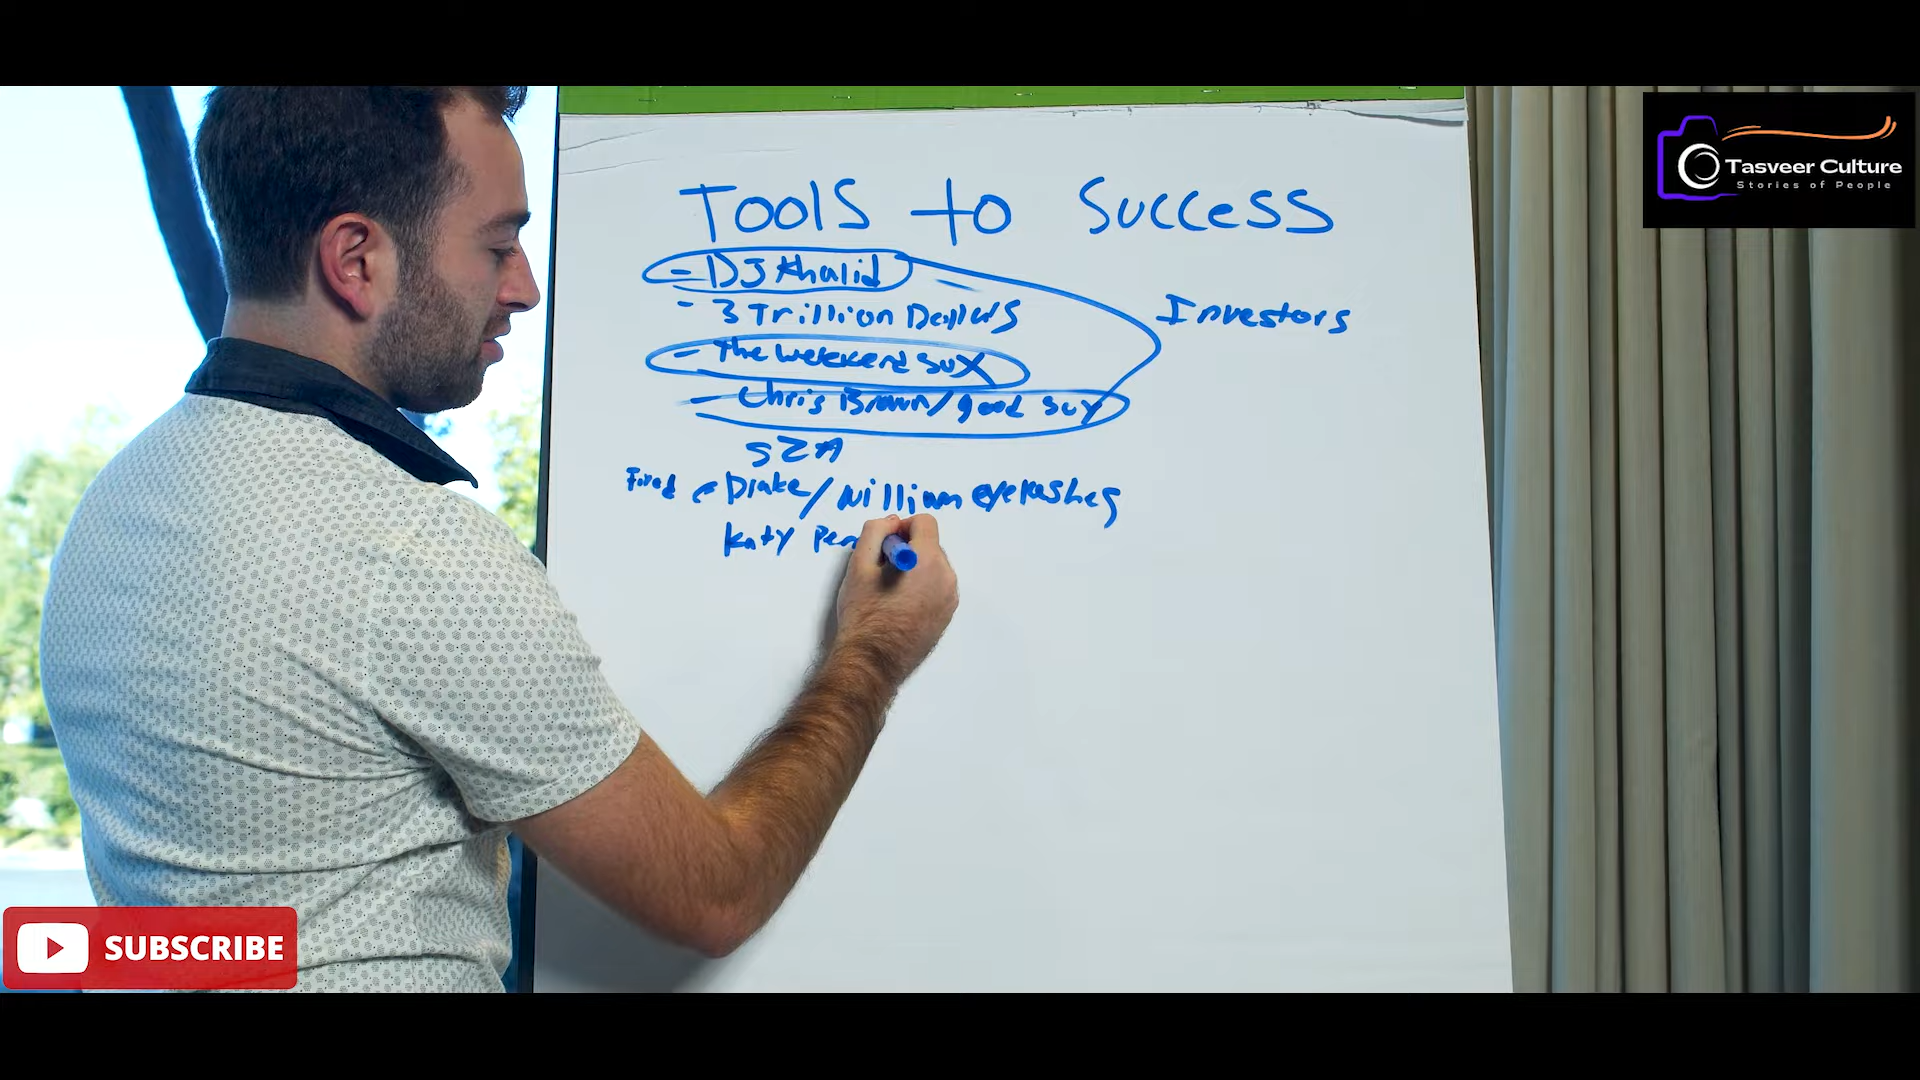 Tasveer Culture
Stories of People
Tools to Success
- DJ Khalid
- 3 Trillion Dollars
Investors
- The Weekend sux
- Chris Brown/good guy
SZA
Fired - Drake/ William eyelashes
Katy
SUBSCRIBE